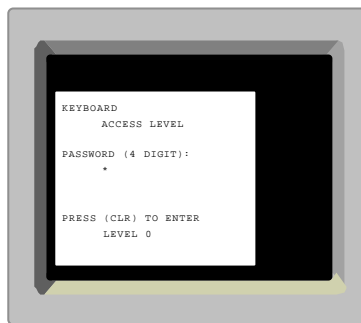 KEYBOARD
ACCESS LEVEL
PASSWORD (4 DIGIT):
*
PRESS (CLR) TO ENTER
LEVEL 0